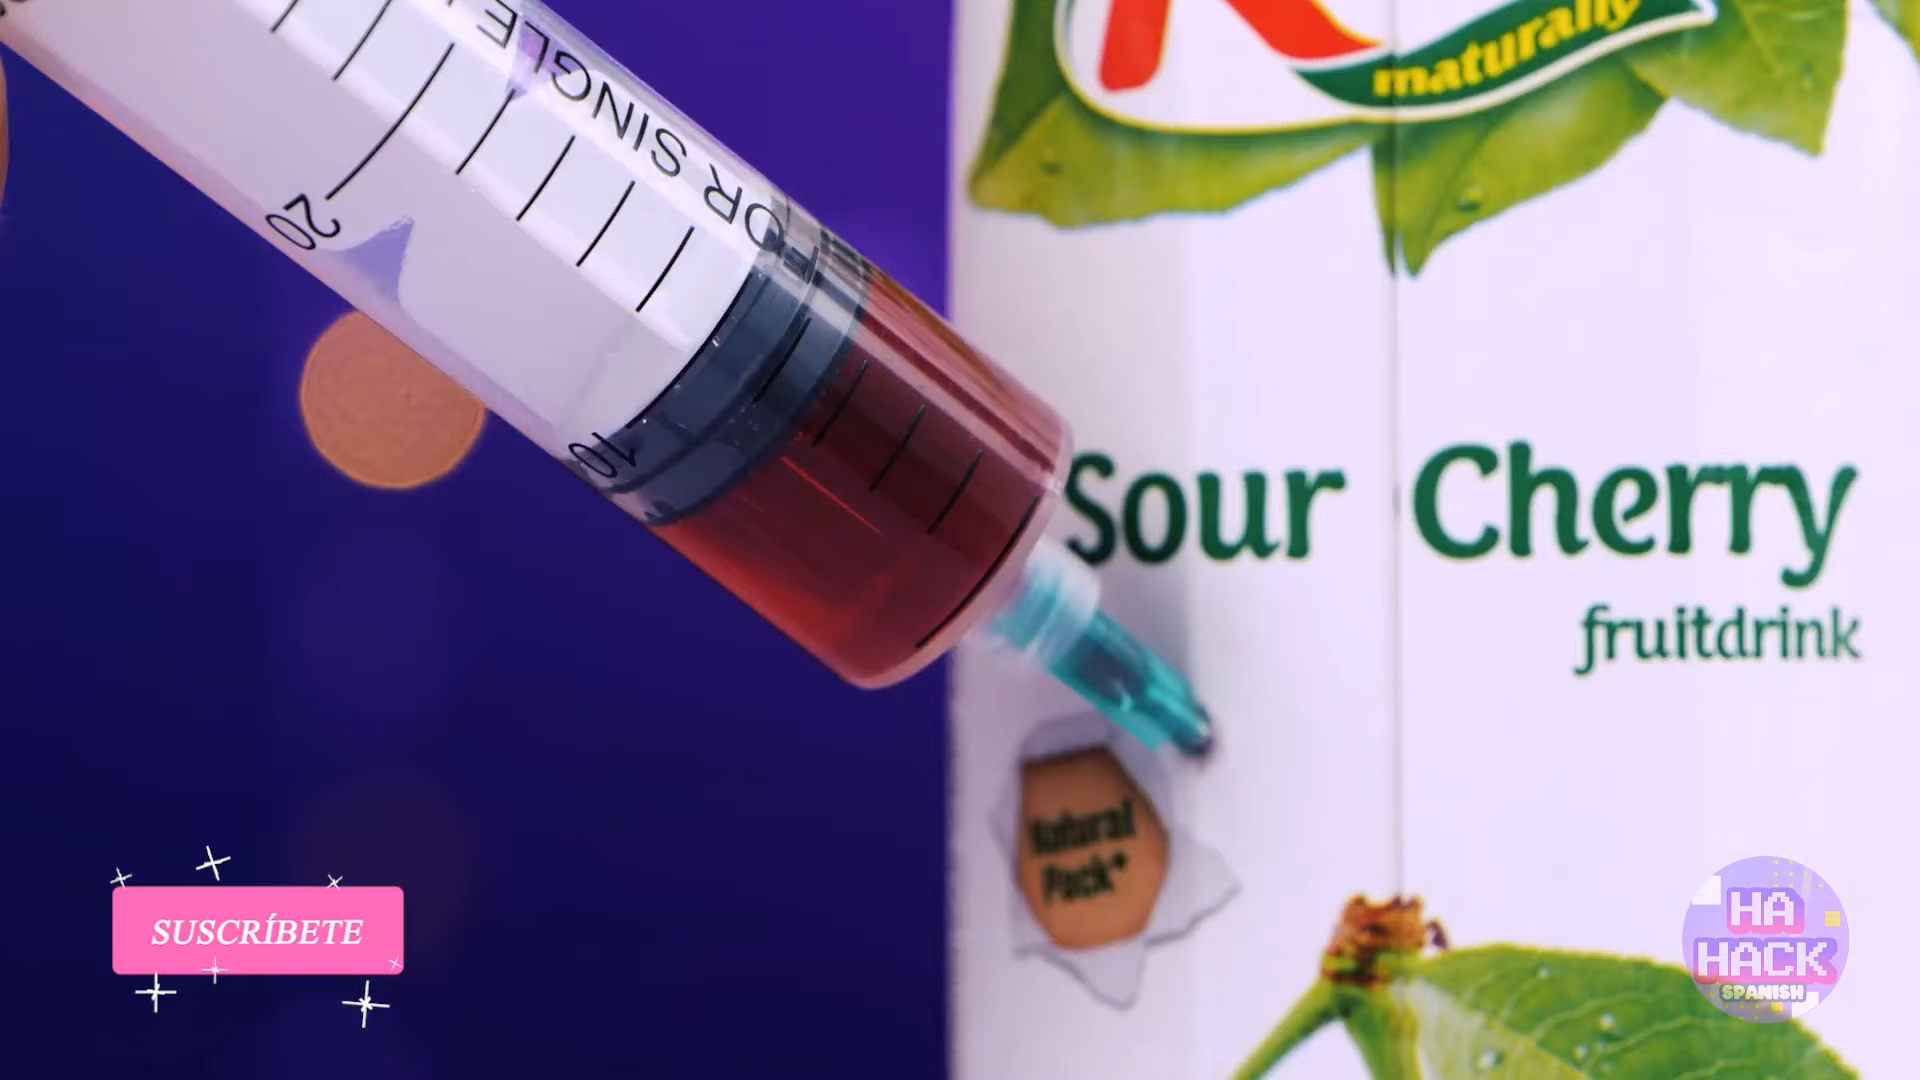 FOR SINGLE
20
10
naturally
Sour Cherry
fruitdrink
Natural
Pack*
SUSCRÍBETE
HA
HACK
SPANISH